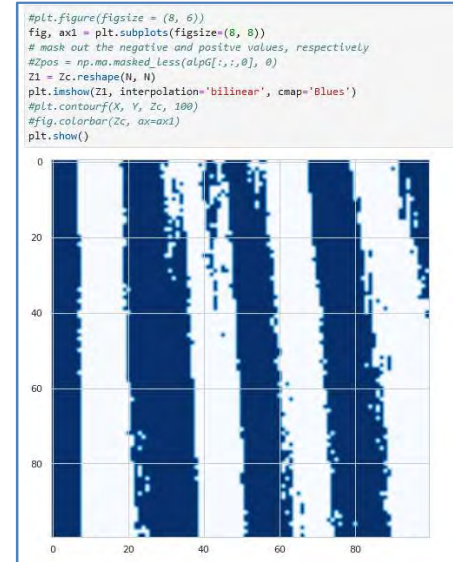 #plt.figure(figsize = (8, 6))
fig, ax1 = plt.subplots(figsize=(8, 8))
# mask out the negative and positve values, respectively
#Zpos = np.ma.masked_less(alpG[:,:,0], 0)
Z1 = Zc.reshape(N, N)
plt.imshow(Z1, interpolation='bilinear', cmap='Blues')
#plt.contourf(X, Y, Zc, 100)
#fig.colorbar(Zc, ax=ax1)
plt.show()
0
20
40
60
80
0 20 40 60 80